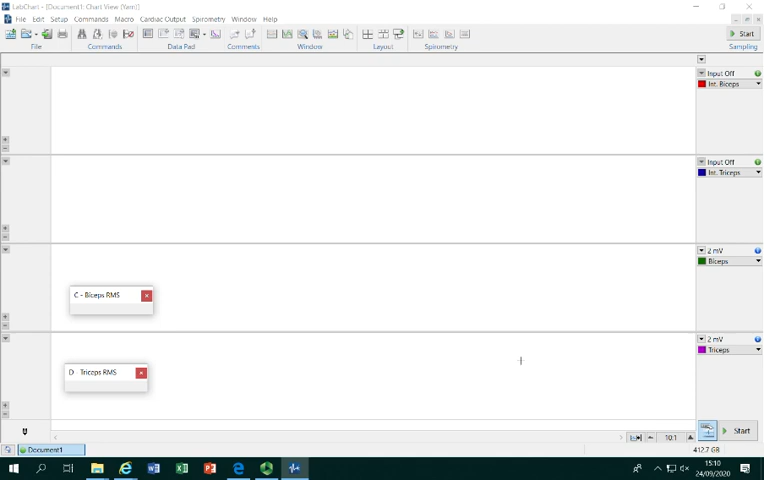 LabChart - [Document1: Chart View (Yam)]
File Edit Setup Commands Macro Cardiac Output Spirometry Window Help
File Commands Data Pad Comments Window Layout Spirometry Sampling
Start
Input Off
Int. Biceps
Input Off
Int. Triceps
2 mV
Biceps
C - Biceps RMS
2 mV
Triceps
D - Triceps RMS
10:1
Start
Document1
412.7 GB
15:10
24/09/2020